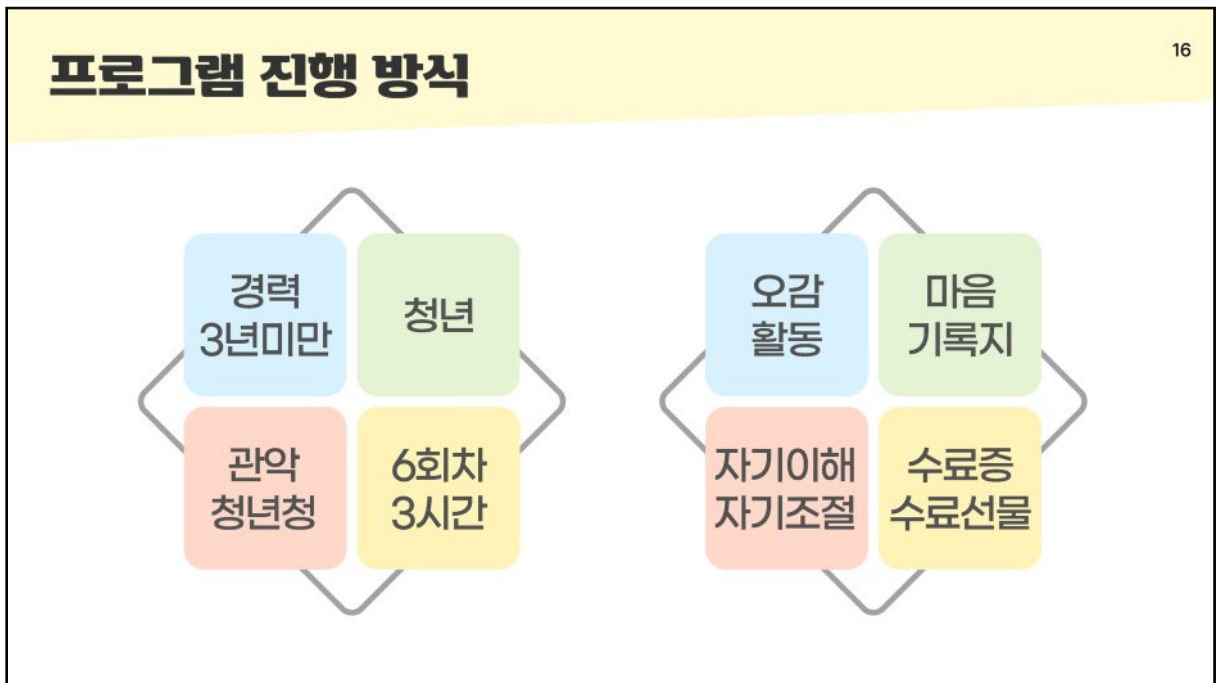 프로그램 진행 방식
16
경력
3년미만
청년
관악
청년청
6회차
3시간
오감
활동
마음
기록지
자기이해
자기조절
수료증
수료선물